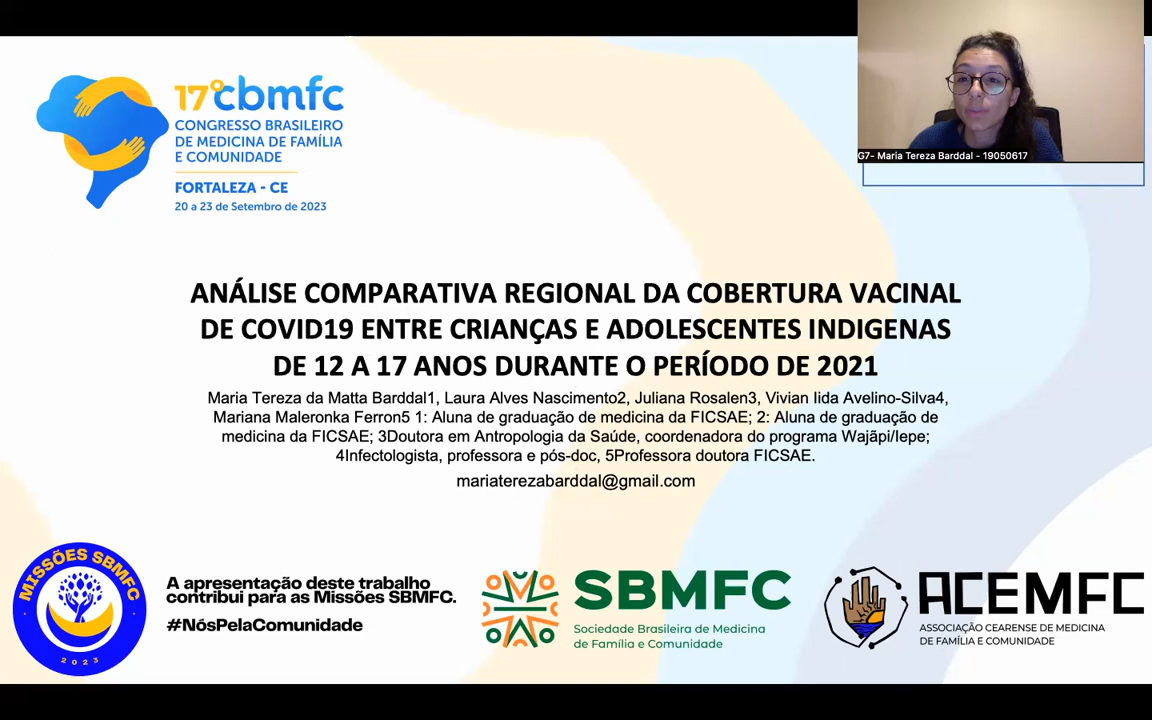 17º cbmfc
CONGRESSO BRASILEIRO
DE MEDICINA DE FAMÍLIA
E COMUNIDADE
FORTALEZA - CE
20 a 23 de Setembro de 2023
G7- Maria Tereza Barddal - 19050617
ANÁLISE COMPARATIVA REGIONAL DA COBERTURA VACINAL
DE COVID19 ENTRE CRIANÇAS E ADOLESCENTES INDIGENAS
DE 12 A 17 ANOS DURANTE O PERÍODO DE 2021
Maria Tereza da Matta Barddal1, Laura Alves Nascimento2, Juliana Rosalen3, Vivian Iida Avelino-Silva4,
Mariana Maleronka Ferron5 1: Aluna de graduação de medicina da FICSAE; 2: Aluna de graduação de
medicina da FICSAE; 3Doutora em Antropologia da Saúde, coordenadora do programa Wajãpi/Iepe;
4Infectologista, professora e pós-doc, 5Professora doutora FICSAE.
mariaterezabarddal@gmail.com
MISSÕES SBMFC
2023
A apresentação deste trabalho
contribui para as Missões SBMFC.
#NósPelaComunidade
SBMFC
Sociedade Brasileira de Medicina
de Família e Comunidade
ACEMFC
ASSOCIAÇÃO CEARENSE DE MEDICINA
DE FAMÍLIA E COMUNIDADE